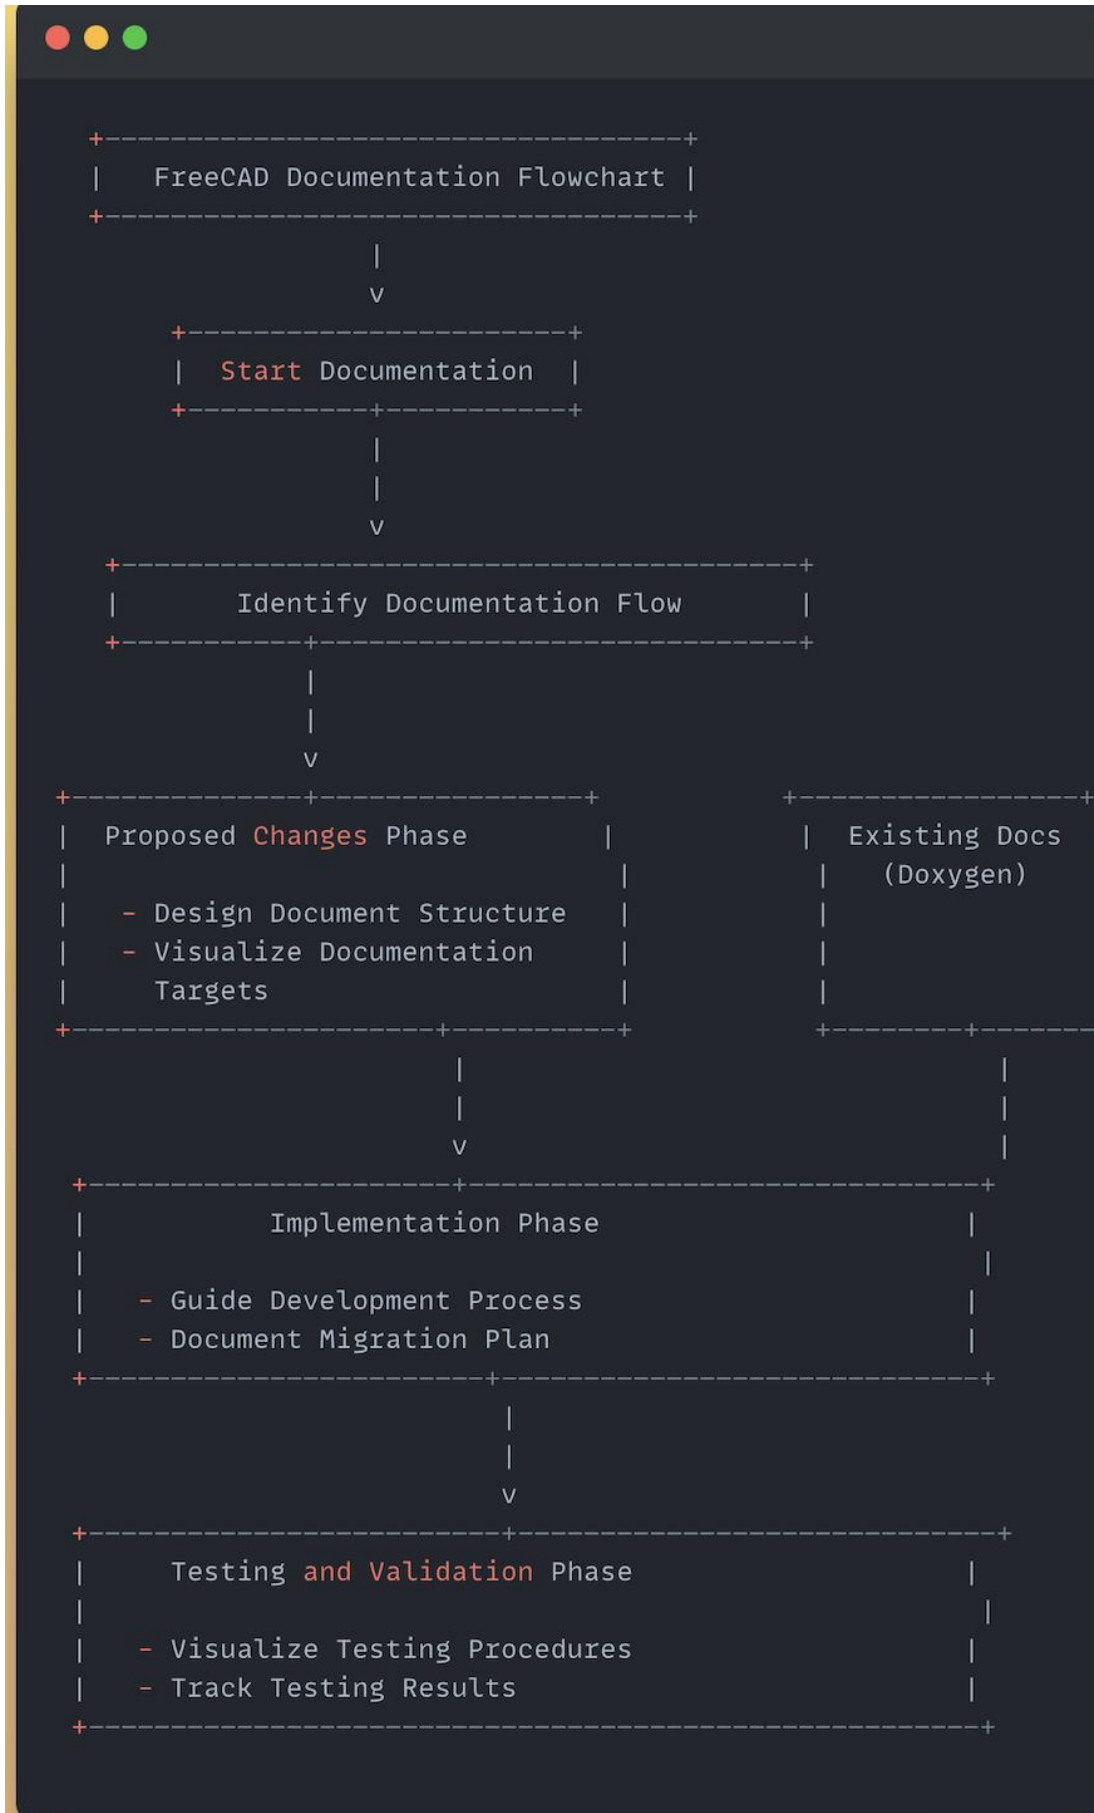 FreeCAD Documentation Flowchart
Start Documentation
Identify Documentation Flow
Proposed Changes Phase
- Design Document Structure
- Visualize Documentation
Targets
Existing Docs
(Doxygen)
Implementation Phase
- Guide Development Process
- Document Migration Plan
Testing and Validation Phase
- Visualize Testing Procedures
- Track Testing Results